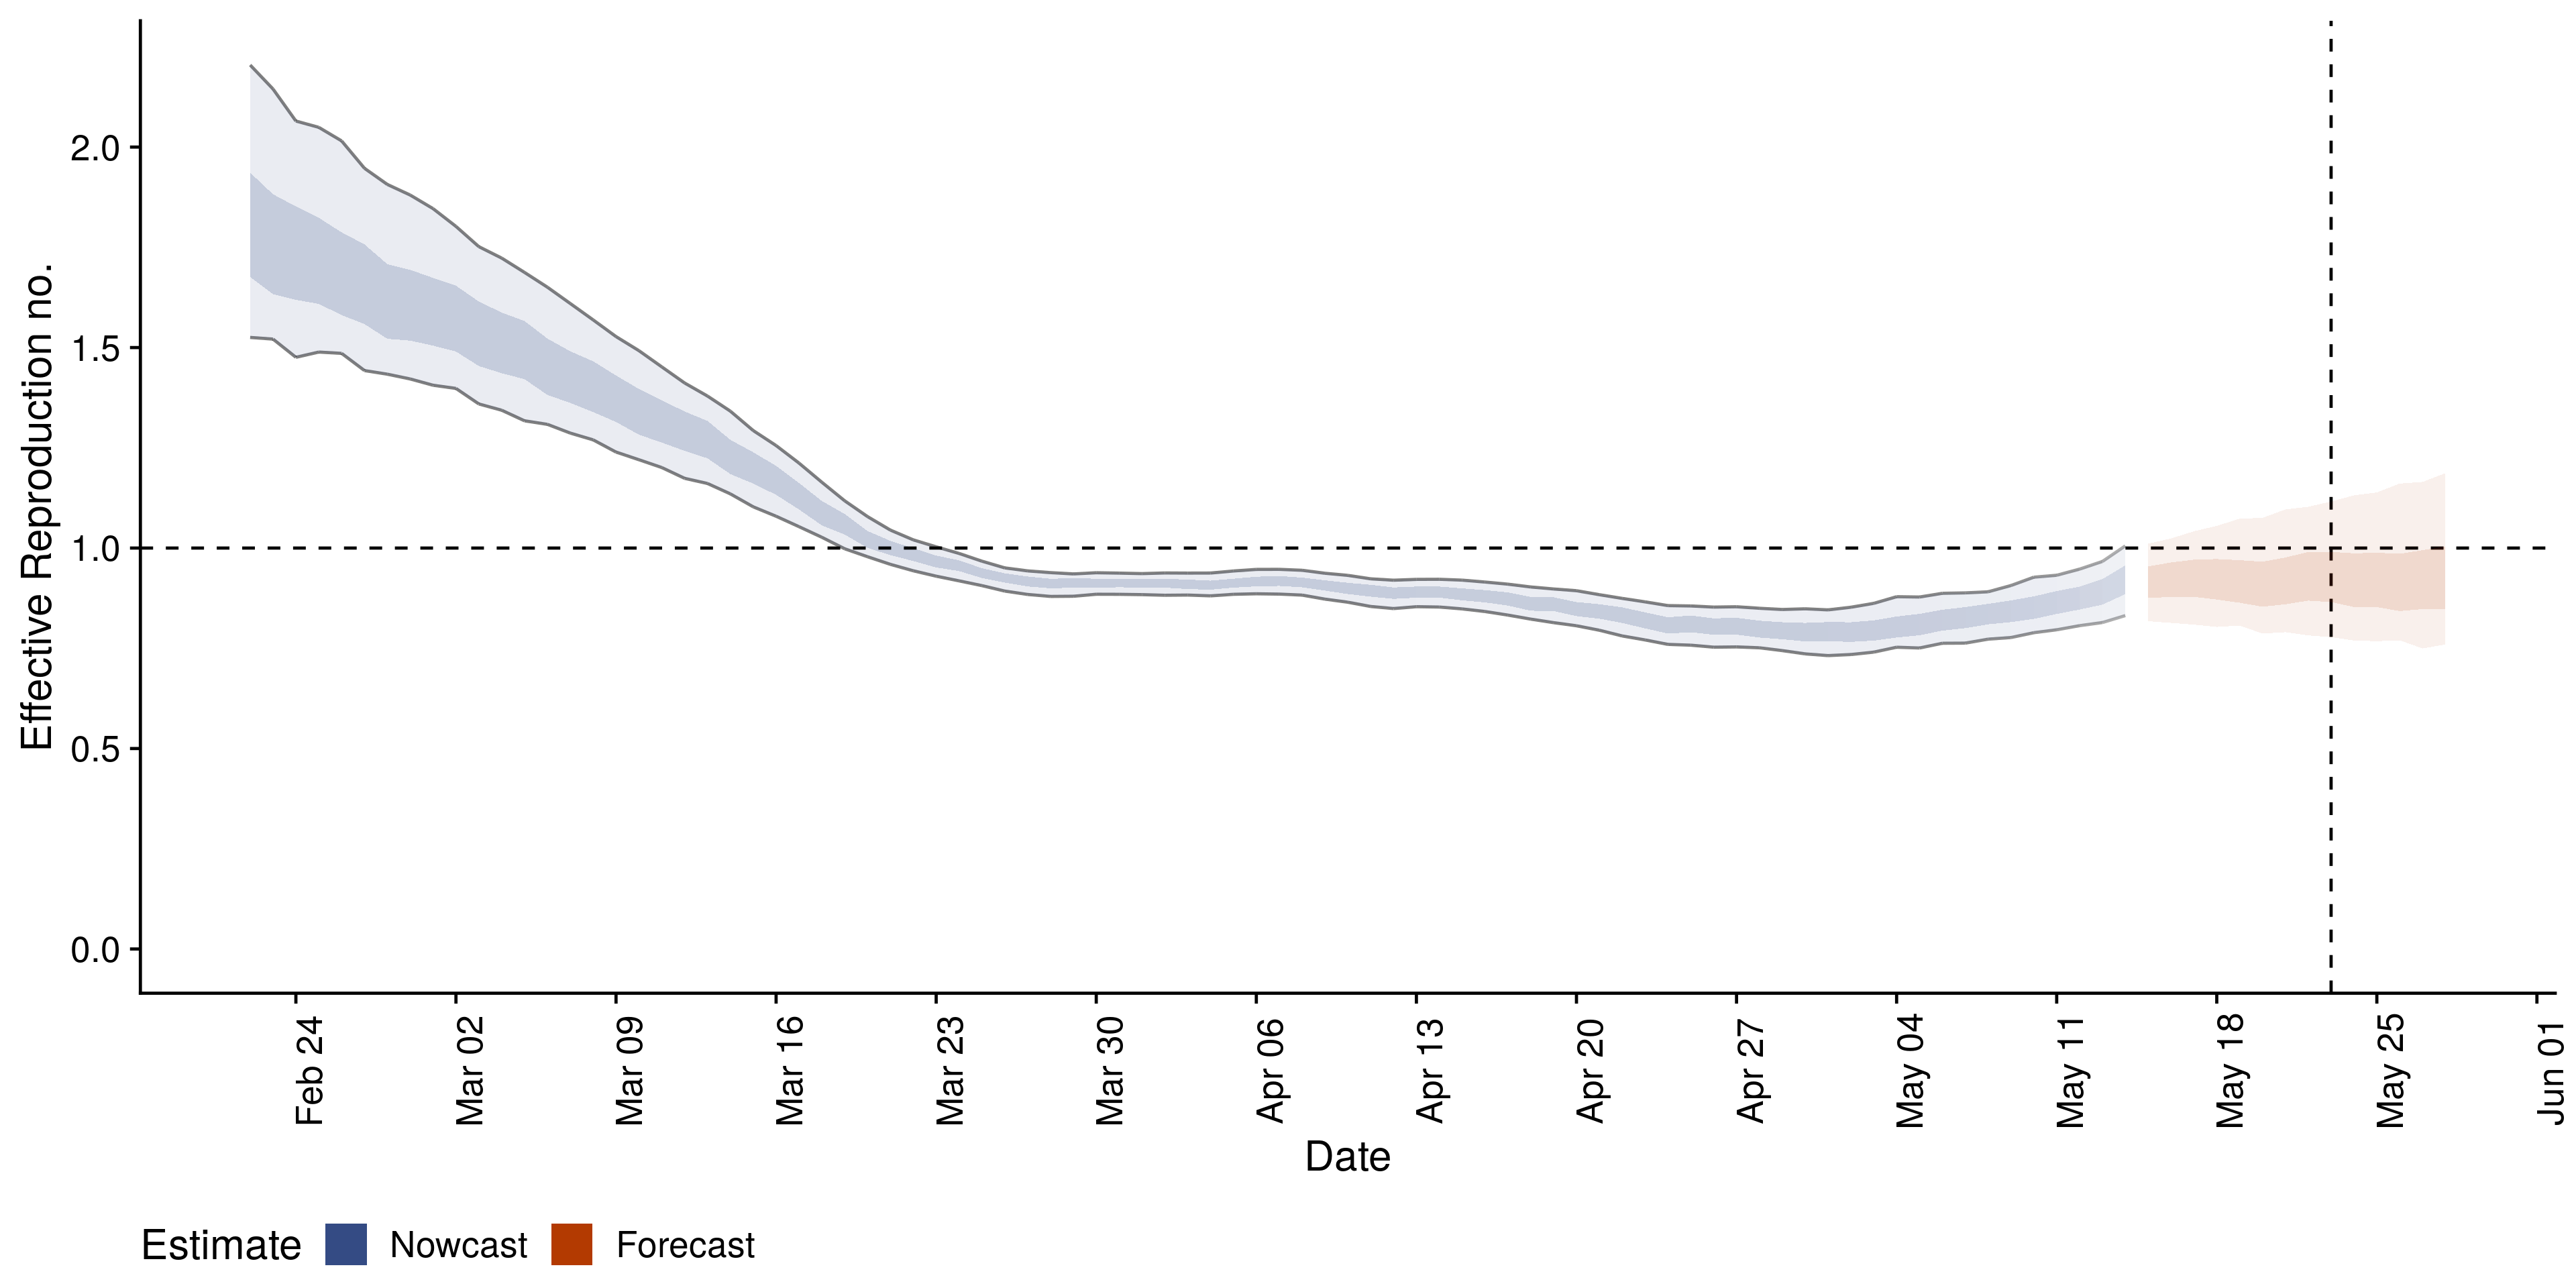 Effective Reproduction no.
2.0
1.5
1.0
0.5
0.0
Feb 24
Mar 02
Mar 09
Mar 16
Mar 23
Mar 30
Apr 06
Apr 13
Apr 20
Apr 27
May 04
May 11
May 18
May 25
Jun 01
Date
Estimate Nowcast Forecast